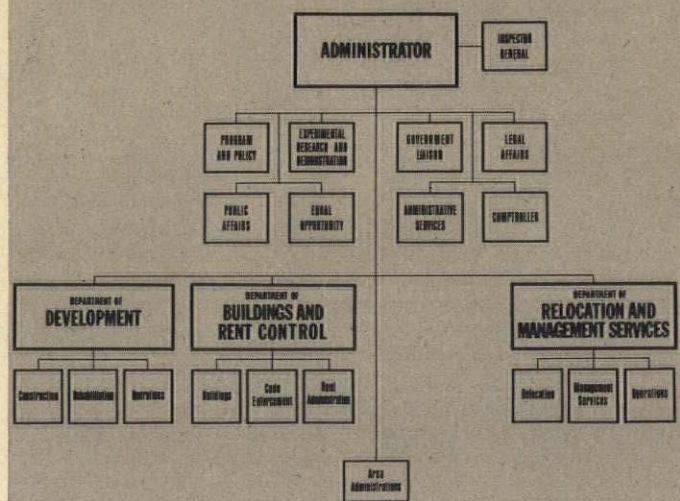 ADMINISTRATOR
INSPECTOR
GENERAL
PROGRAM
AND POLICY
EXPERIMENTAL
RESEARCH AND
DEMONSTRATION
GOVERNMENT
LIAISON
LEGAL
AFFAIRS
PUBLIC
AFFAIRS
EQUAL
OPPORTUNITY
ADMINISTRATIVE
SERVICES
COMPTROLLER
DEPARTMENT OF
DEVELOPMENT
DEPARTMENT OF
BUILDINGS AND
RENT CONTROL
DEPARTMENT OF
RELOCATION AND
MANAGEMENT SERVICES
Construction
Rehabilitation
Operations
Buildings
Code
Enforcement
Rent
Administration
Relocation
Management
Services
Operations
Area
Administrations